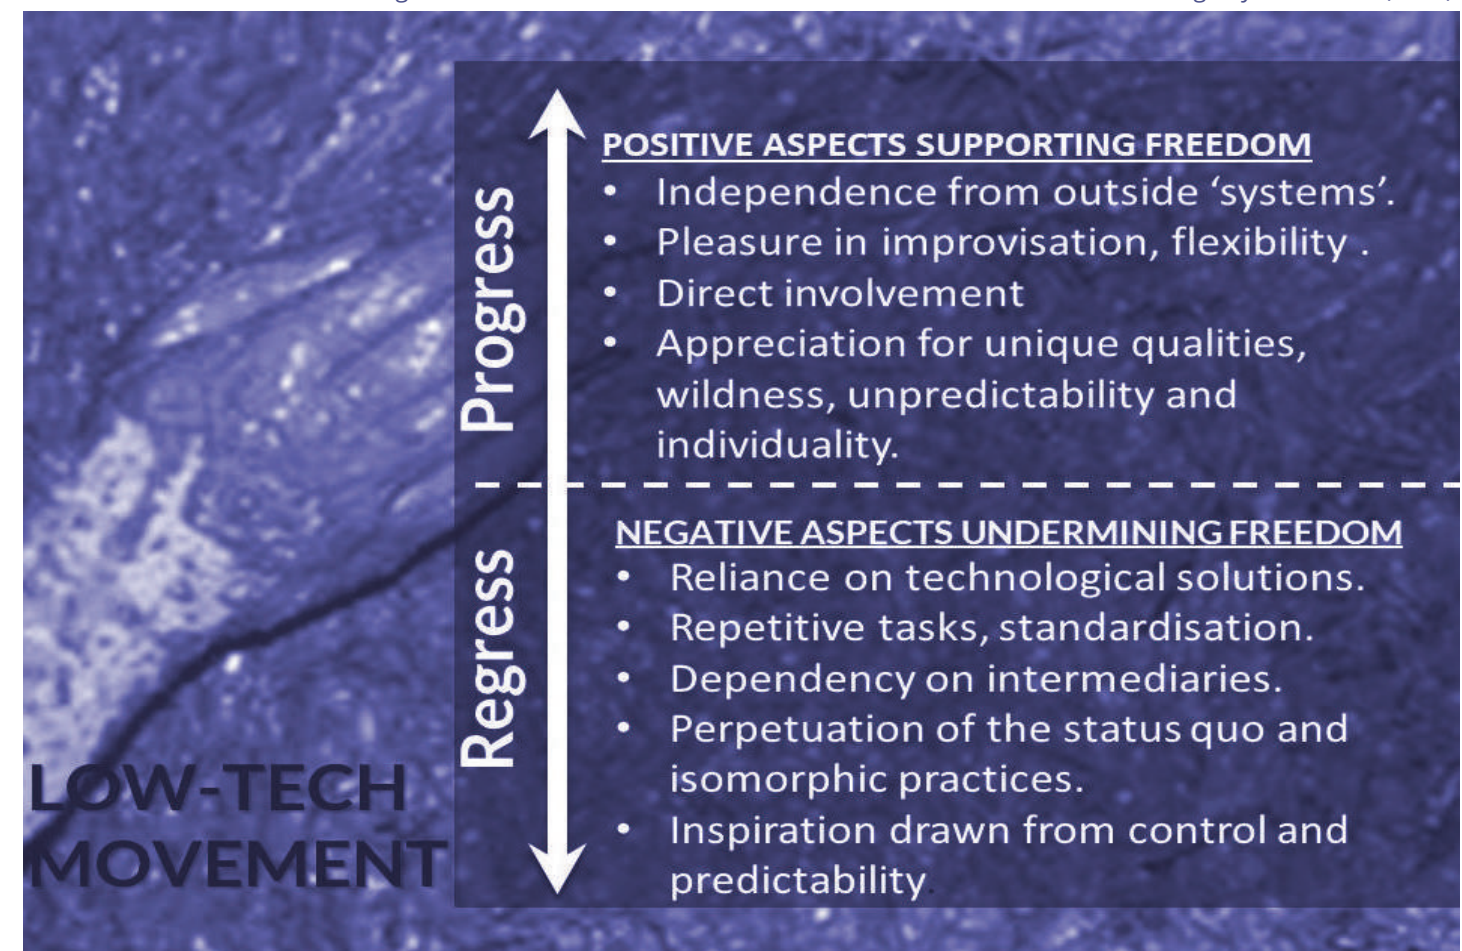 POSITIVE ASPECTS SUPPORTING FREEDOM
• Independence from outside ‘systems’.
• Pleasure in improvisation, flexibility .
• Direct involvement
• Appreciation for unique qualities,
wildness, unpredictability and
individuality.
Progress
NEGATIVE ASPECTS UNDERMINING FREEDOM
• Reliance on technological solutions.
• Repetitive tasks, standardisation.
• Dependency on intermediaries.
• Perpetuation of the status quo and
isomorphic practices.
• Inspiration drawn from control and
predictability.
Regress
LOW-TECH
MOVEMENT